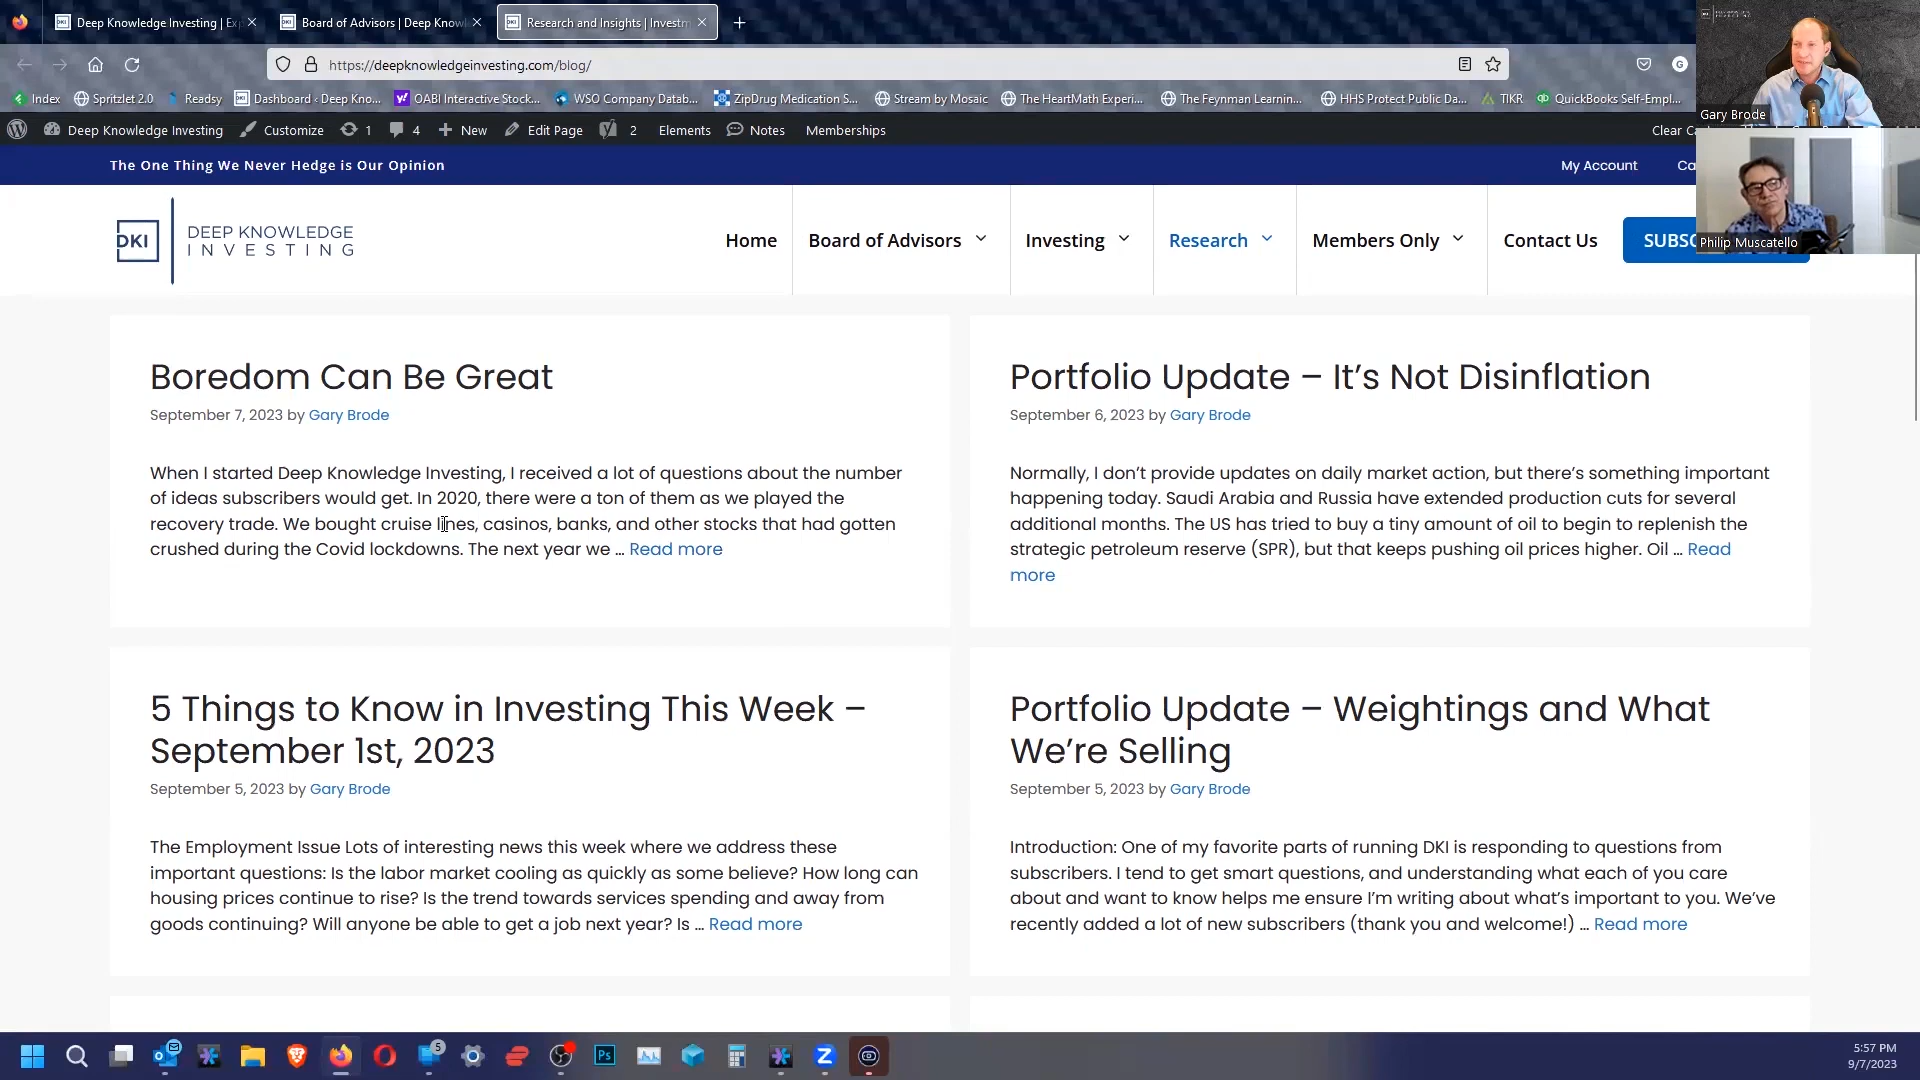 Deep Knowledge Investing | Ex
Board of Advisors | Deep Know
Research and Insights | Investm
https://deepknowledgeinvesting.com/blog/
Index
Spritzlet 2.0
Readsy
Dashboard ‹ Deep Kno...
OABI Interactive Stock...
WSO Company Datab...
ZipDrug Medication S...
Stream by Mosaic
The HeartMath Experi...
The Feynman Learnin...
HHS Protect Public Da...
TIKR
QuickBooks Self-Empl...
Gary Brode
Deep Knowledge Investing
Customize
1
4
New
Edit Page
2
Elements
Notes
Memberships
Clear Ca
The One Thing We Never Hedge is Our Opinion
My Account
Ca
DKI
DEEP KNOWLEDGE
INVESTING
Home
Board of Advisors
Investing
Research
Members Only
Contact Us
SUBSC
Philip Muscatello
Boredom Can Be Great
September 7, 2023 by Gary Brode
When I started Deep Knowledge Investing, I received a lot of questions about the number
of ideas subscribers would get. In 2020, there were a ton of them as we played the
recovery trade. We bought cruise lines, casinos, banks, and other stocks that had gotten
crushed during the Covid lockdowns. The next year we ... Read more
Portfolio Update – It’s Not Disinflation
September 6, 2023 by Gary Brode
Normally, I don’t provide updates on daily market action, but there’s something important
happening today. Saudi Arabia and Russia have extended production cuts for several
additional months. The US has tried to buy a tiny amount of oil to begin to replenish the
strategic petroleum reserve (SPR), but that keeps pushing oil prices higher. Oil ... Read
more
5 Things to Know in Investing This Week –
September 1st, 2023
September 5, 2023 by Gary Brode
The Employment Issue Lots of interesting news this week where we address these
important questions: Is the labor market cooling as quickly as some believe? How long can
housing prices continue to rise? Is the trend towards services spending and away from
goods continuing? Will anyone be able to get a job next year? Is ... Read more
Portfolio Update – Weightings and What
We’re Selling
September 5, 2023 by Gary Brode
Introduction: One of my favorite parts of running DKI is responding to questions from
subscribers. I tend to get smart questions, and understanding what each of you care
about and want to know helps me ensure I’m writing about what’s important to you. We’ve
recently added a lot of new subscribers (thank you and welcome!) ... Read more
5
Ps
Z
5:57 PM
9/7/2023